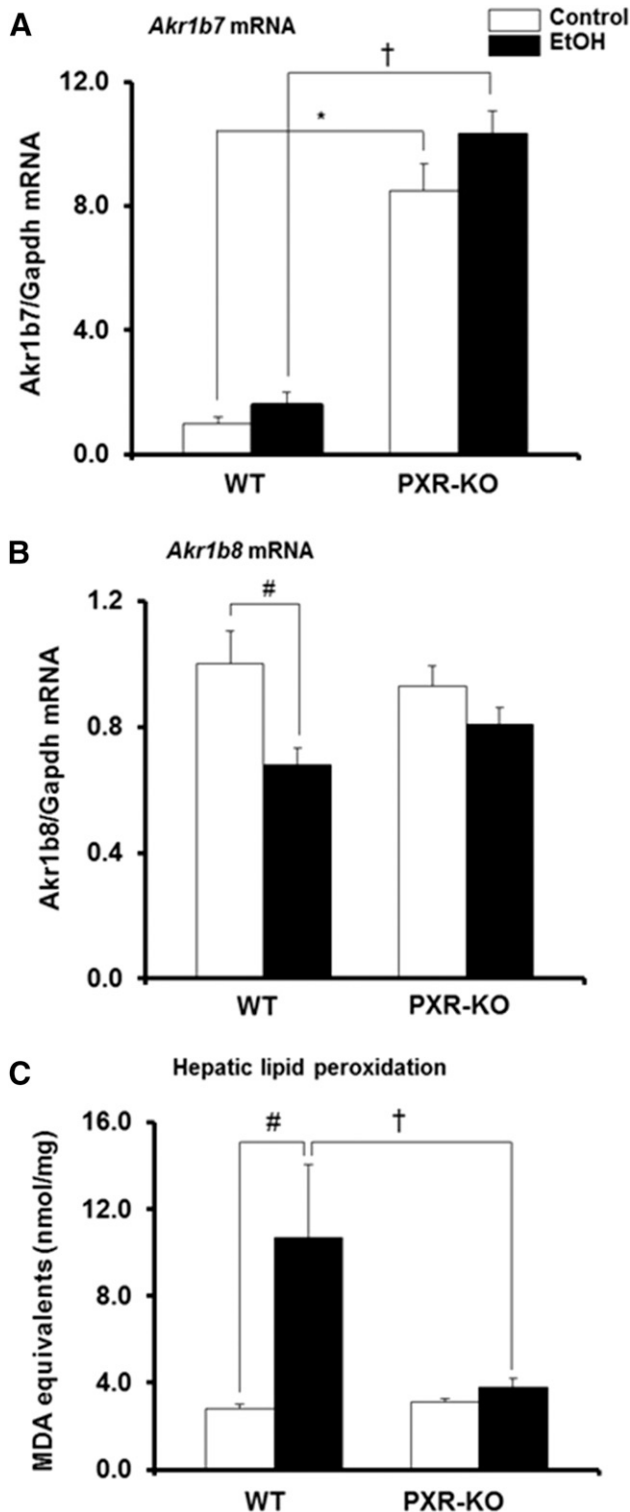 A
Akr1b7 mRNA
Control
EtOH
†
*
12.0
8.0
4.0
0.0
Akr1b7/Gapdh mRNA
WT
PXR-KO
B
Akr1b8 mRNA
#
1.2
0.8
0.4
0.0
Akr1b8/Gapdh mRNA
WT
PXR-KO
C
Hepatic lipid peroxidation
#
†
16.0
12.0
8.0
4.0
0.0
MDA equivalents (nmol/mg)
WT
PXR-KO